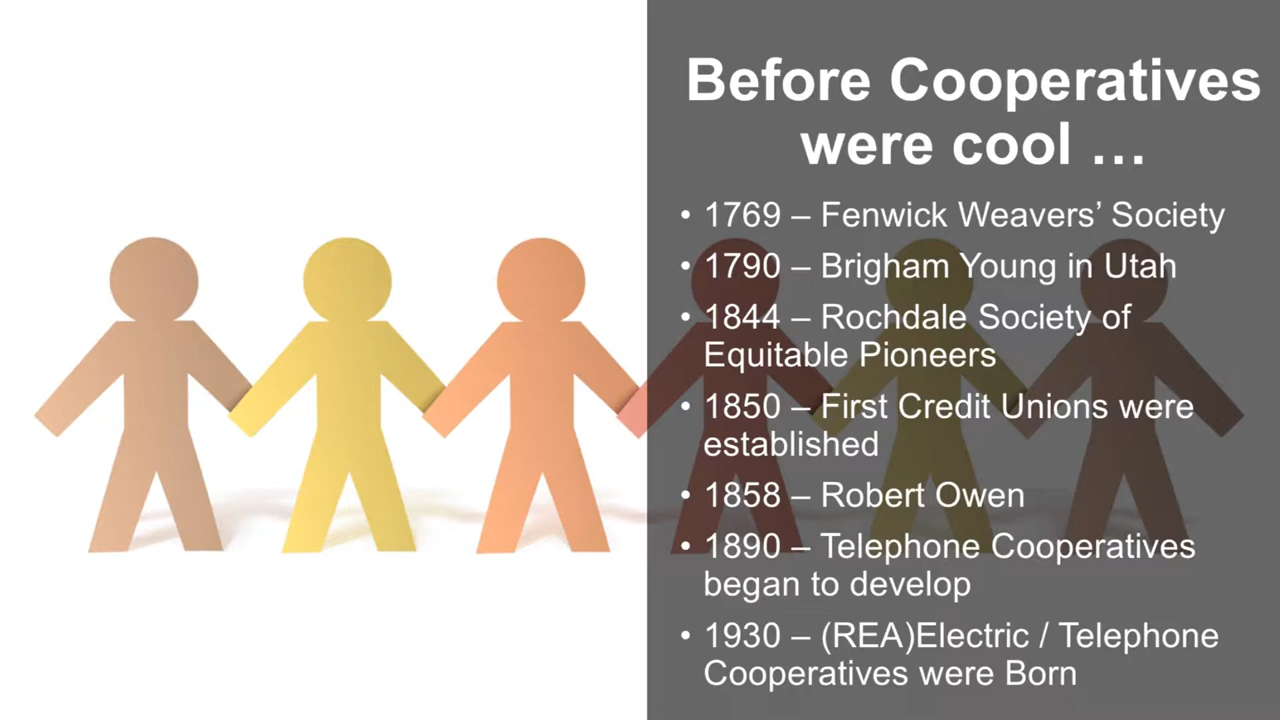 Before Cooperatives
were cool …
• 1769 – Fenwick Weavers’ Society
• 1790 – Brigham Young in Utah
• 1844 – Rochdale Society of
Equitable Pioneers
• 1850 – First Credit Unions were
established
• 1858 – Robert Owen
• 1890 – Telephone Cooperatives
began to develop
• 1930 – (REA)Electric / Telephone
Cooperatives were Born